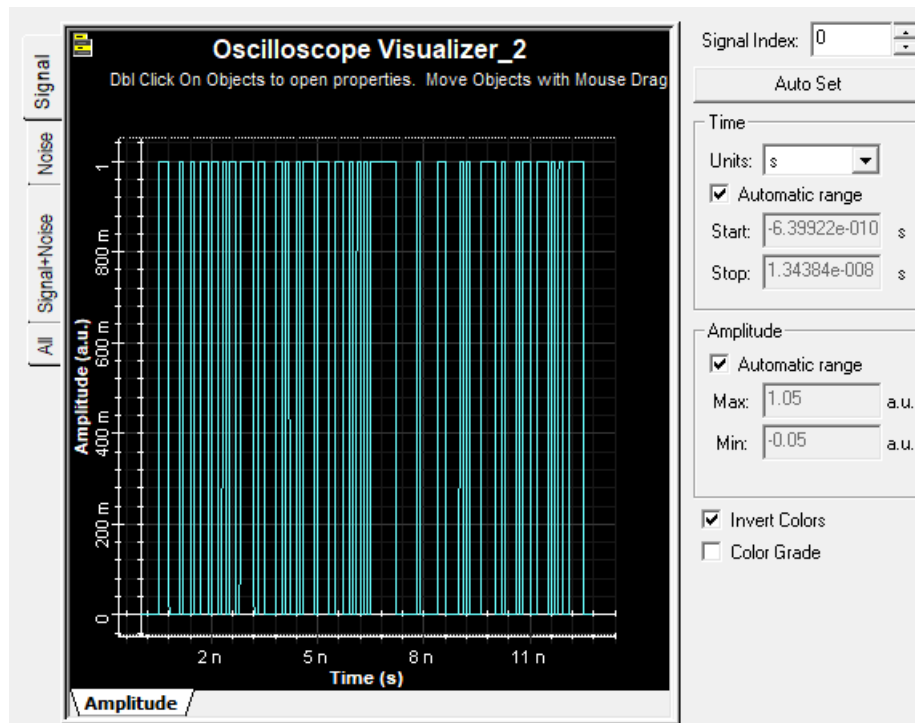 Oscilloscope Visualizer_2
Dbl Click On Objects to open properties.  Move Objects with Mouse Drag
Signal
Noise
Signal+Noise
All
Amplitude (a.u.)
1
800 m
600 m
400 m
200 m
0
2 n
5 n
8 n
11 n
Time (s)
Amplitude
Signal Index: 0
Auto Set
Time
Units: s
Automatic range
Start: -6.39922e-010 s
Stop: 1.34384e-008 s
Amplitude
Automatic range
Max: 1.05 a.u.
Min: -0.05 a.u.
Invert Colors
Color Grade